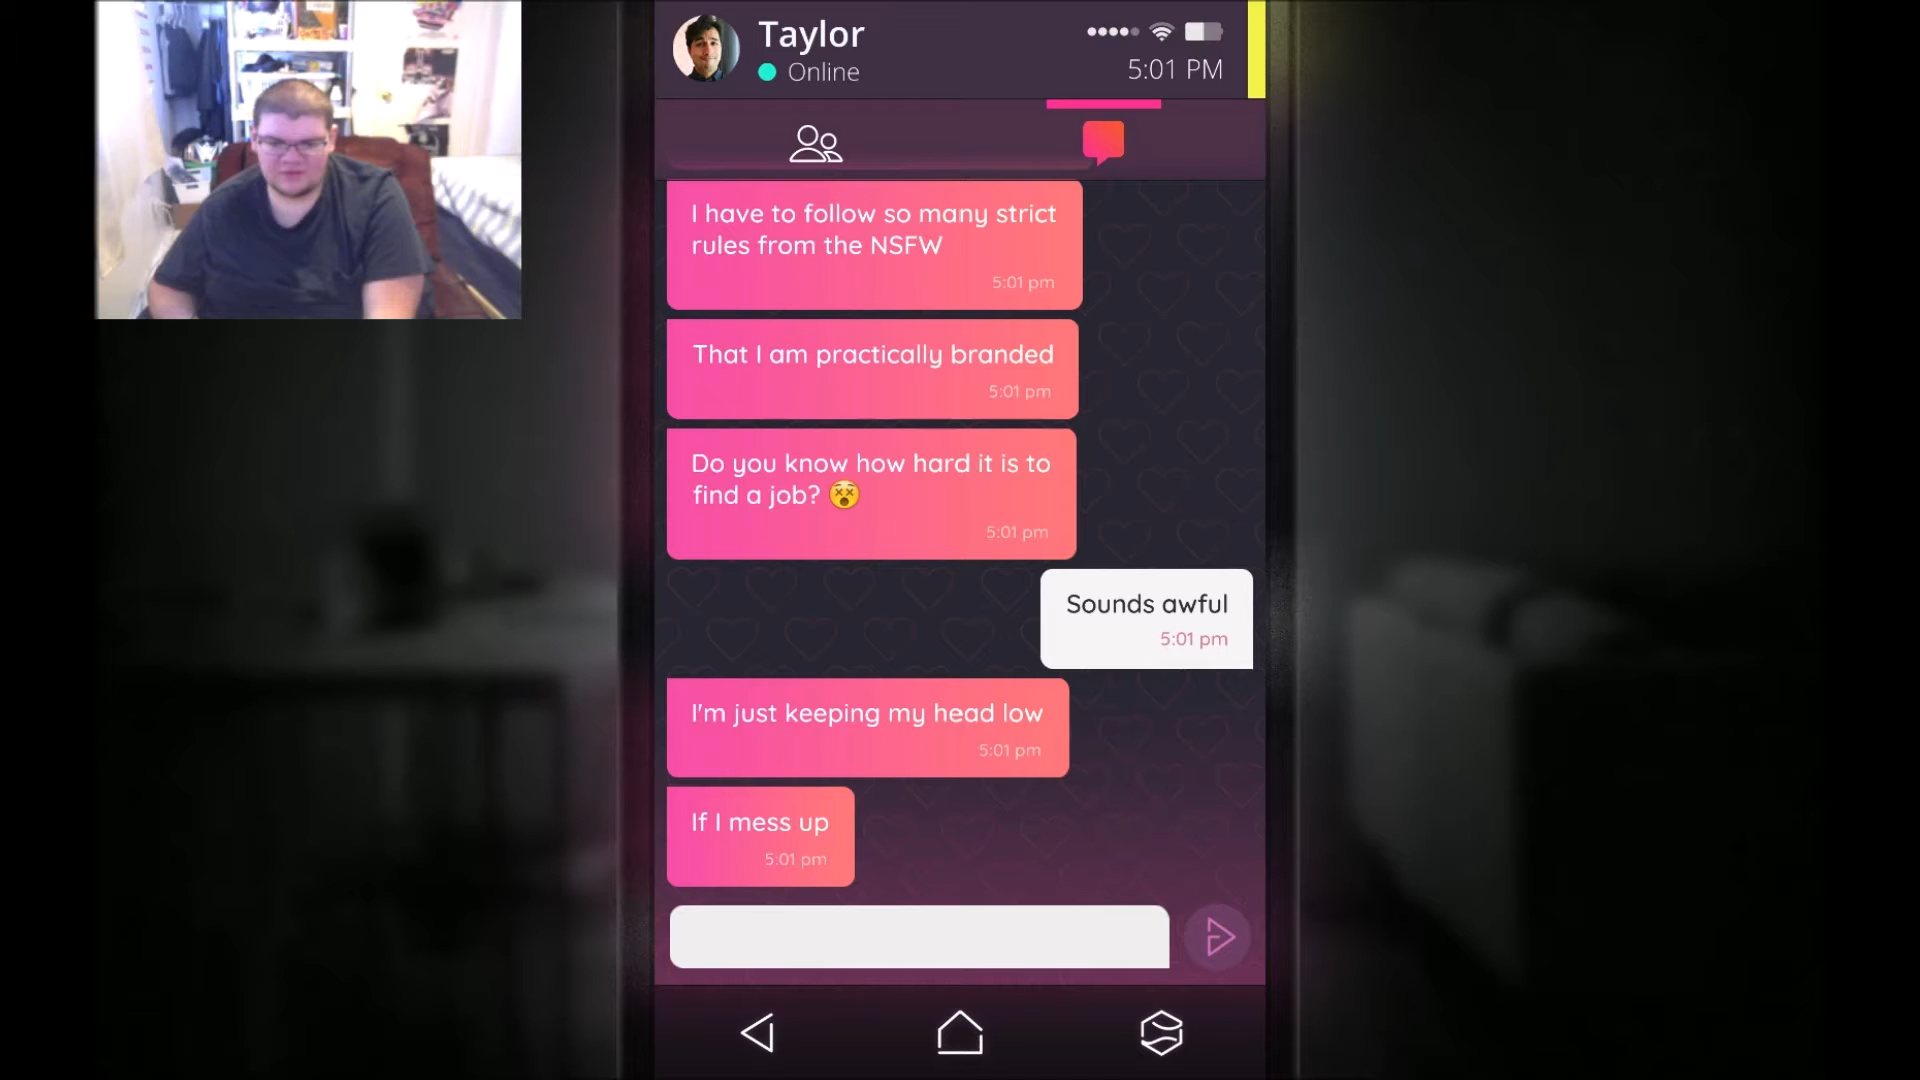 Taylor
Online
5:01 PM
I have to follow so many strict
rules from the NSFW
5:01 pm
That I am practically branded
5:01 pm
Do you know how hard it is to
find a job? 😵
5:01 pm
Sounds awful
5:01 pm
I'm just keeping my head low
5:01 pm
If I mess up
5:01 pm